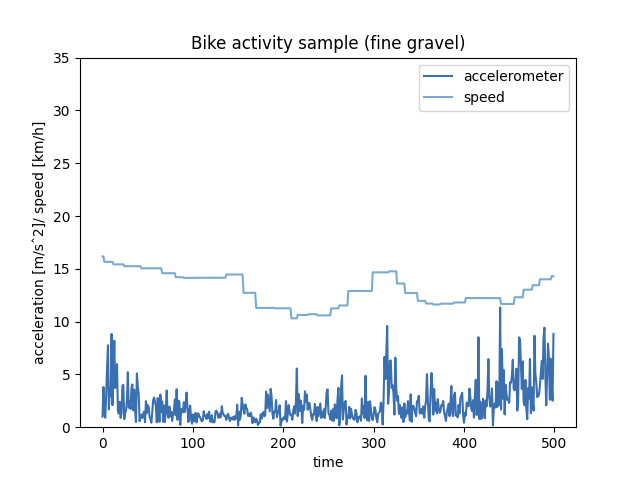 Bike activity sample (fine gravel)
accelerometer
speed
35
30
25
20
15
10
5
0
acceleration [m/sˆ2]/ speed [km/h]
0 100 200 300 400 500
time